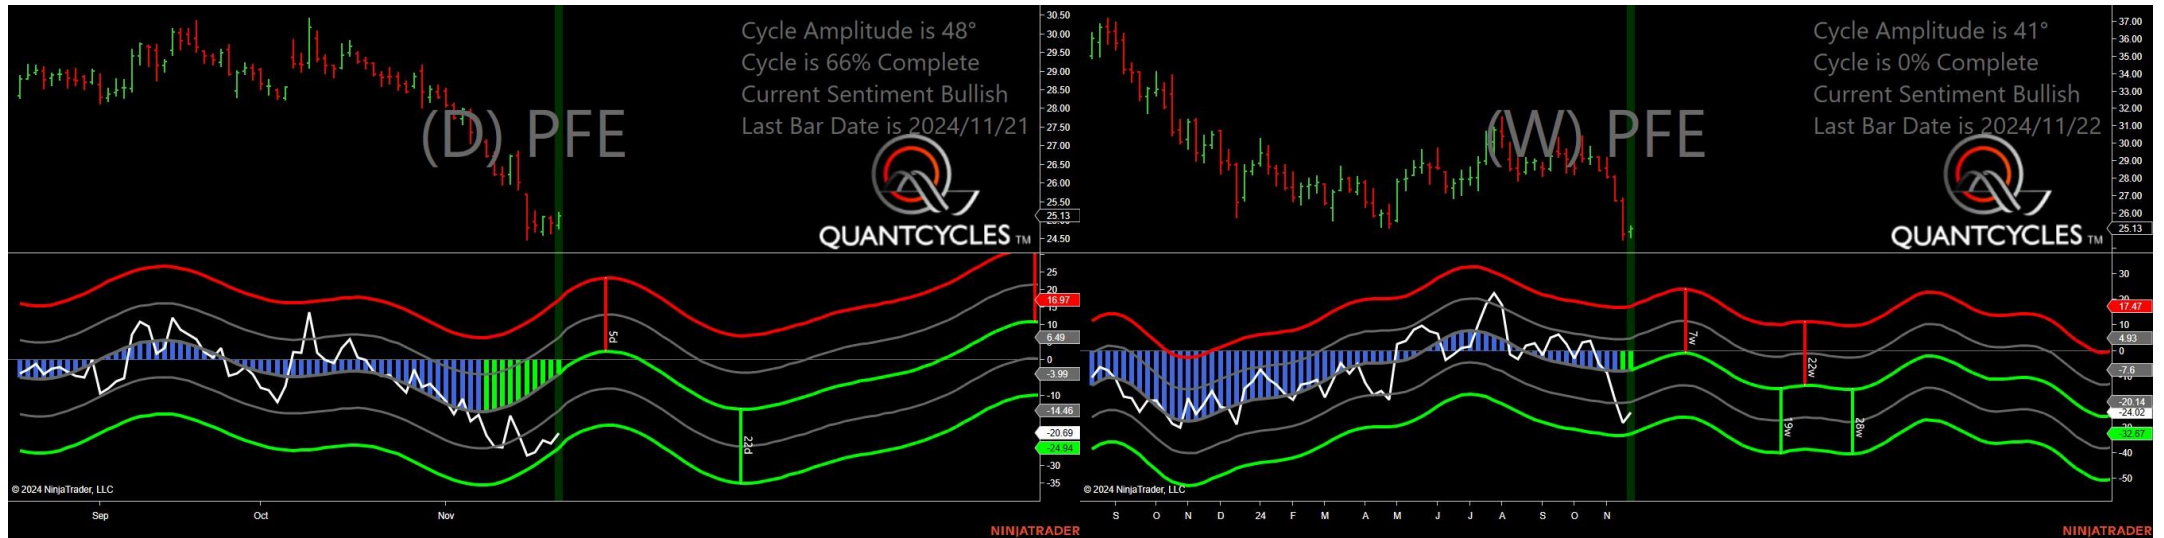 Cycle Amplitude is 48°
Cycle is 66% Complete
Current Sentiment Bullish
Last Bar Date is 2024/11/21
(D) PFE
QUANTCYCLES TM
30.50
30.00
29.50
29.00
28.50
28.00
27.50
27.00
26.50
26.00
25.50
25.13
24.50
25
20
16.97
10
6.49
0
-3.99
-10
-14.46
-20.69
-24.94
-30
-35
5d
22d
© 2024 NinjaTrader, LLC
Sep Oct Nov
NINJATRADER
Cycle Amplitude is 41°
Cycle is 0% Complete
Current Sentiment Bullish
Last Bar Date is 2024/11/22
(W) PFE
QUANTCYCLES TM
37.00
36.00
35.00
34.00
33.00
32.00
31.00
30.00
29.00
28.00
27.00
26.00
25.13
30
17.47
10
4.93
0
-7.6
-20.14
-24.02
-32.67
-40
-50
7w
22w
19w
28w
© 2024 NinjaTrader, LLC
S O N D 24 F M A M J J A S O N
NINJATRADER